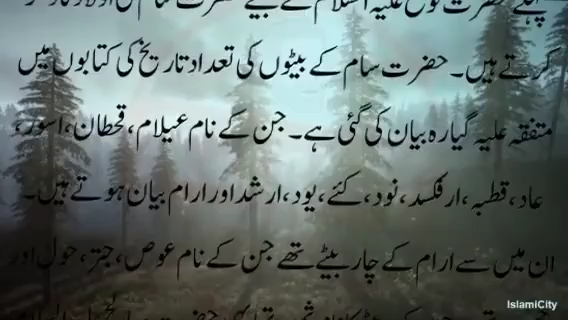 پہلے حضرت نوح علیہ السلام کے بیٹے حضرت سام کی اولاد کا ذکر
کرتے ہیں۔ حضرت سام کے بیٹوں کی تعداد تاریخ کی کتابوں میں
متفقہ علیہ گیارہ بیان کی گئی ہے۔ جن کے نام عیلام، قحطان، اسور،
عاد، قطبہ، ارفکسد، نود، کئے، یود، ارشد اور ارام بیان ہوتے ہیں۔
ان میں سے ارام کے چار بیٹے تھے جن کے نام عوص، جتر، حول اور
IslamiCity